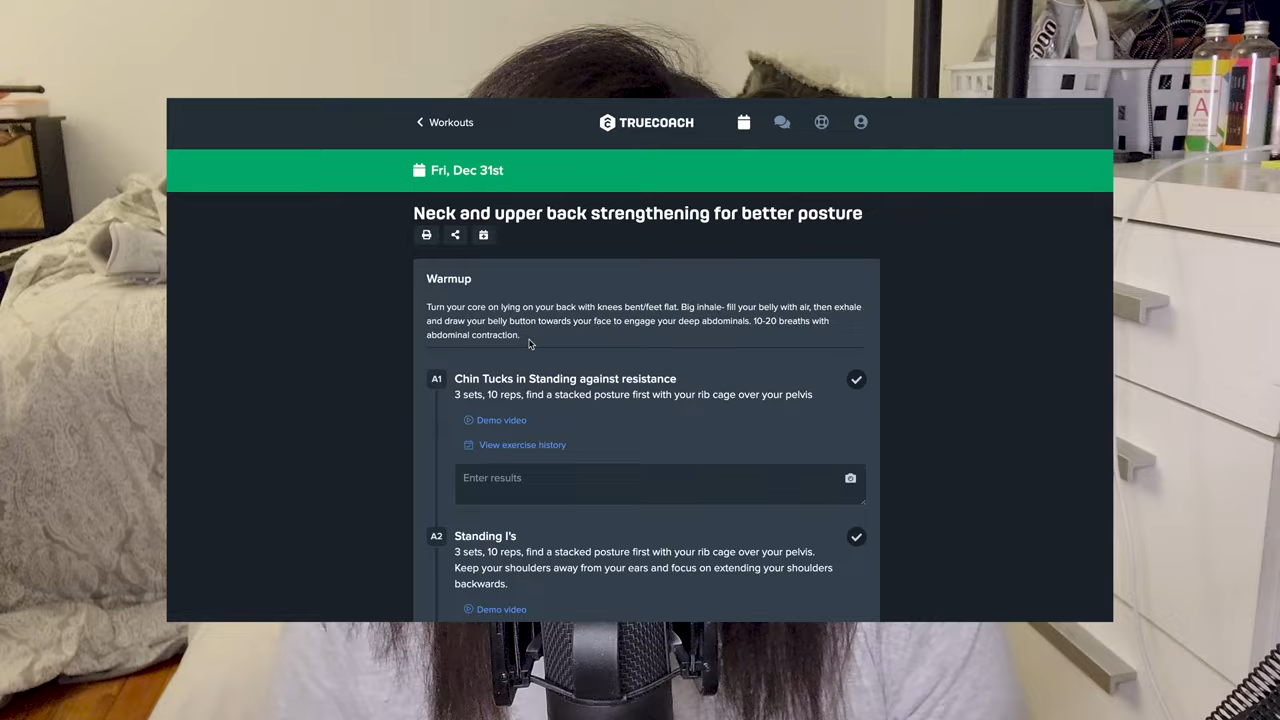 Workouts
TRUECOACH
Fri, Dec 31st
Neck and upper back strengthening for better posture
Warmup
Turn your core on lying on your back with knees bent/feet flat. Big inhale- fill your belly with air, then exhale
and draw your belly button towards your face to engage your deep abdominals. 10-20 breaths with
abdominal contraction.
A1
Chin Tucks in Standing against resistance
3 sets, 10 reps, find a stacked posture first with your rib cage over your pelvis
Demo video
View exercise history
Enter results
A2
Standing I's
3 sets, 10 reps, find a stacked posture first with your rib cage over your pelvis.
Keep your shoulders away from your ears and focus on extending your shoulders
backwards.
Demo video
A